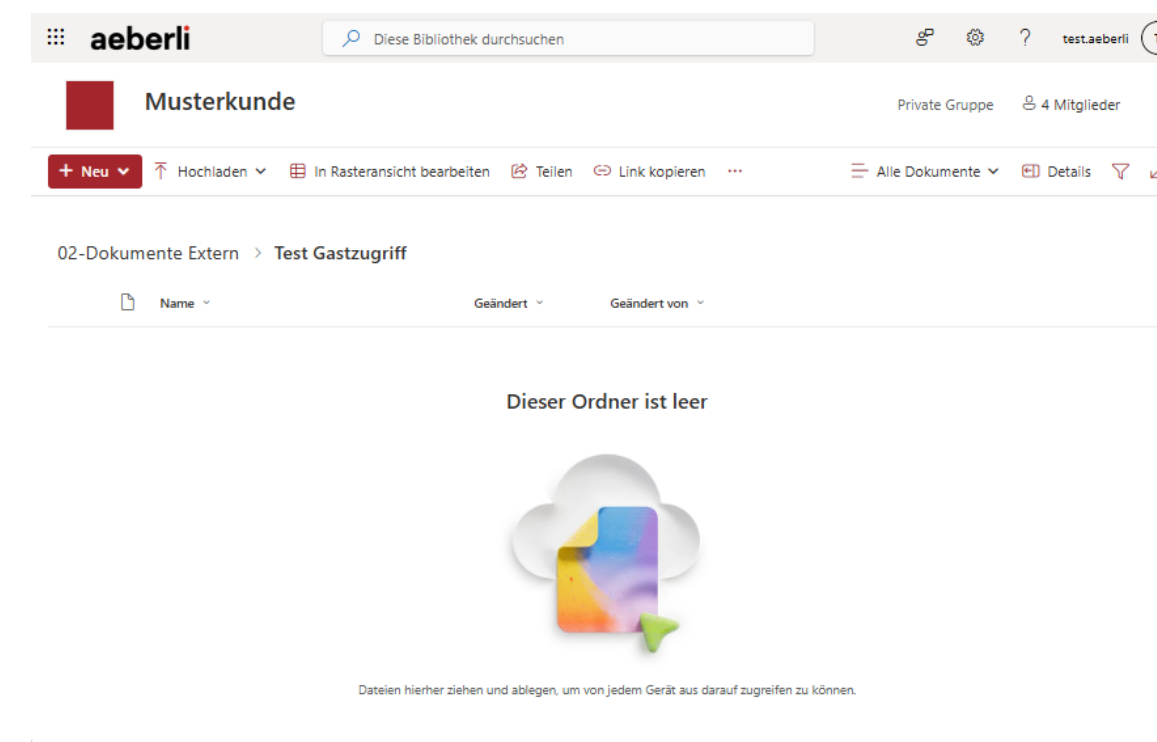 aeberli
Diese Bibliothek durchsuchen
? test.aeberli
Musterkunde
Private Gruppe 4 Mitglieder
+ Neu Hochladen In Rasteransicht bearbeiten Teilen Link kopieren ... Alle Dokumente Details
02-Dokumente Extern > Test Gastzugriff
Name Geändert Geändert von
Dieser Ordner ist leer
Dateien hierher ziehen und ablegen, um von jedem Gerät aus darauf zugreifen zu können.